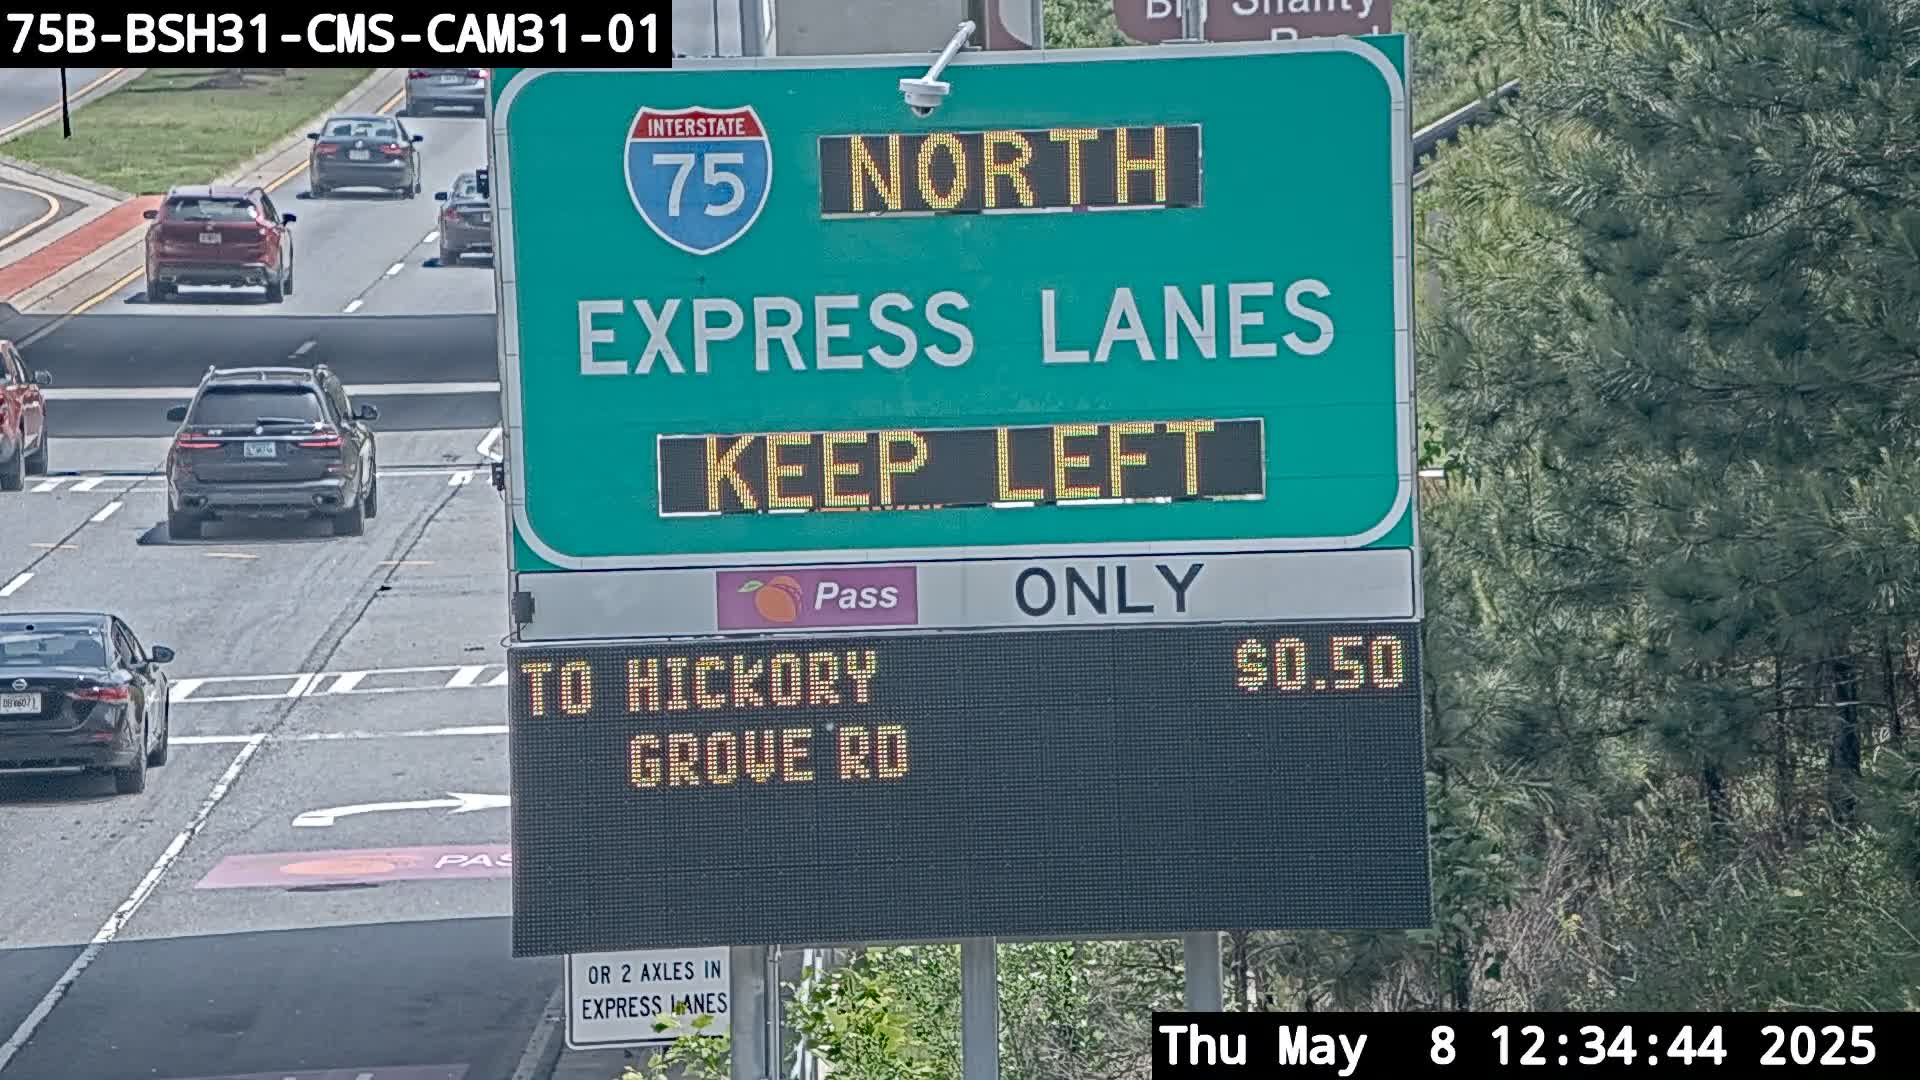 75B-BSH31-CMS-CAM31-01
Shanty
INTERSTATE
75
NORTH
EXPRESS LANES
KEEP LEFT
Pass
ONLY
TO HICKORY $0.50
GROVE RD
OR 2 AXLES IN
EXPRESS LANES
Thu May 8 12:34:44 2025